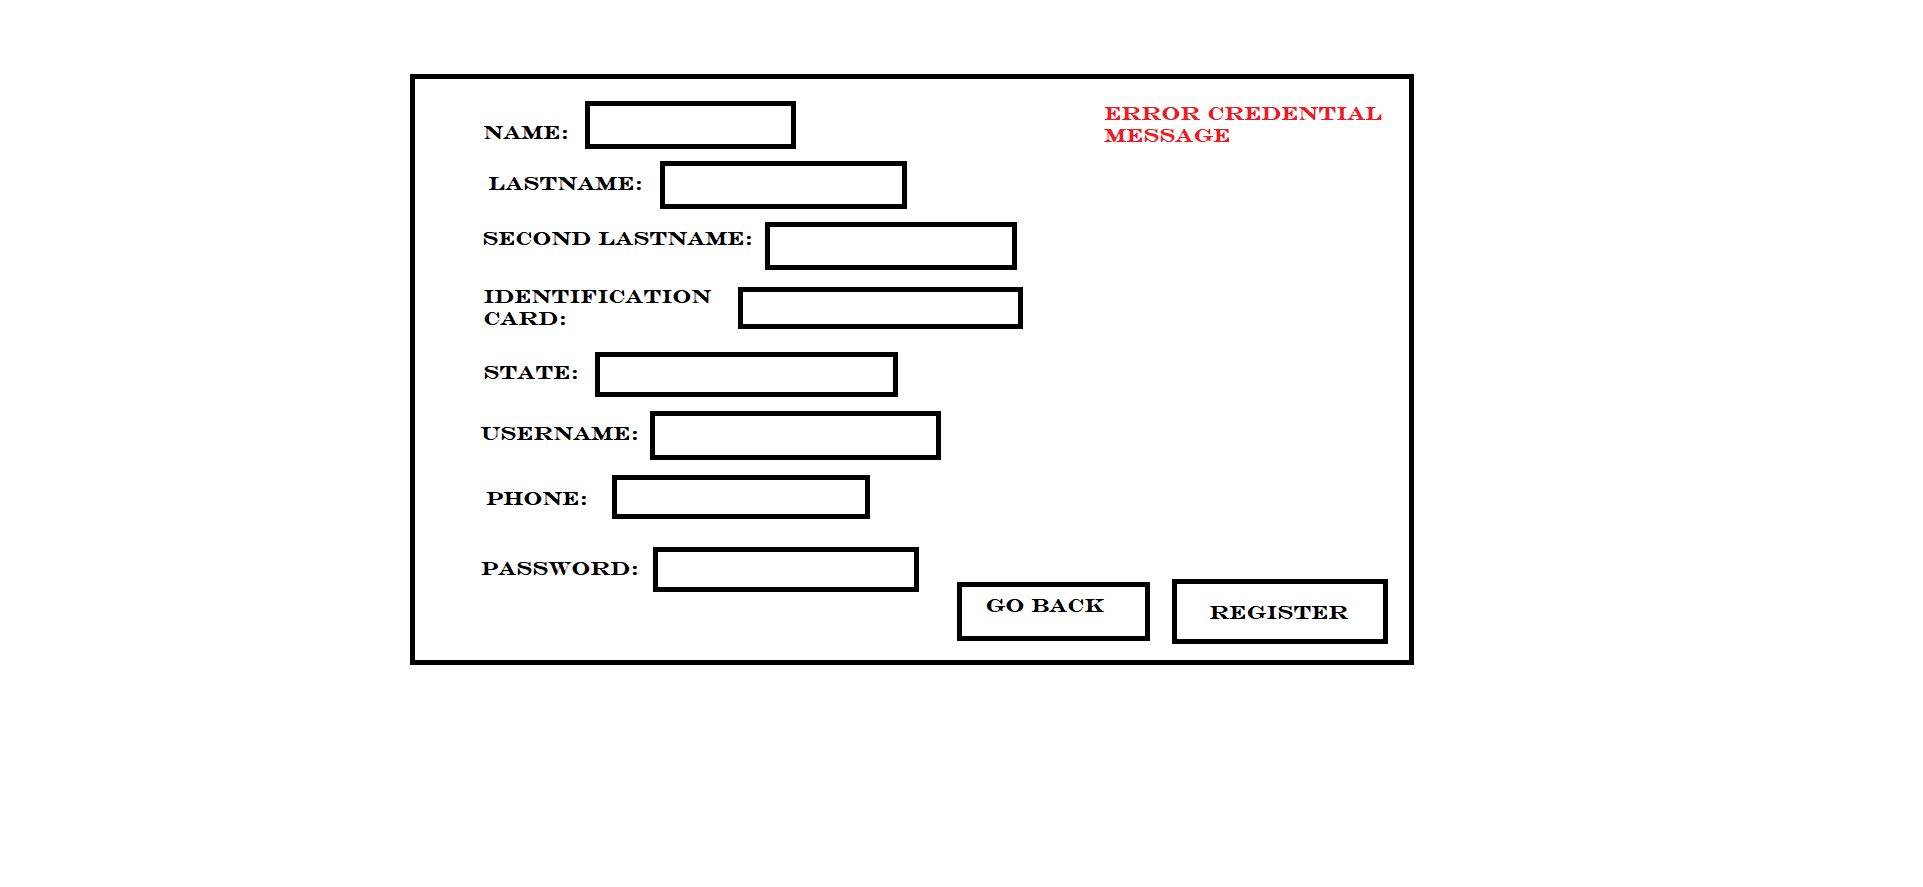 NAME:
ERROR CREDENTIAL
MESSAGE
LASTNAME:
SECOND LASTNAME:
IDENTIFICATION
CARD:
STATE:
USERNAME:
PHONE:
PASSWORD:
GO BACK
REGISTER